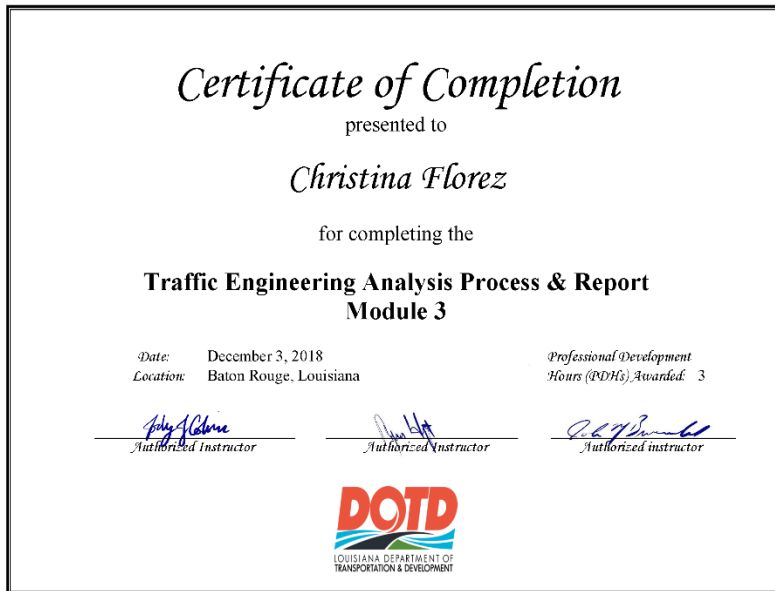 Certificate of Completion
presented to
Christina Florez
for completing the
Traffic Engineering Analysis Process & Report
Module 3
Date: December 3, 2018
Location: Baton Rouge, Louisiana
Professional Development
Hours (PDHs) Awarded: 3
Authorized Instructor
Authorized Instructor
Authorized instructor
DOTD
LOUISIANA DEPARTMENT OF
TRANSPORTATION & DEVELOPMENT